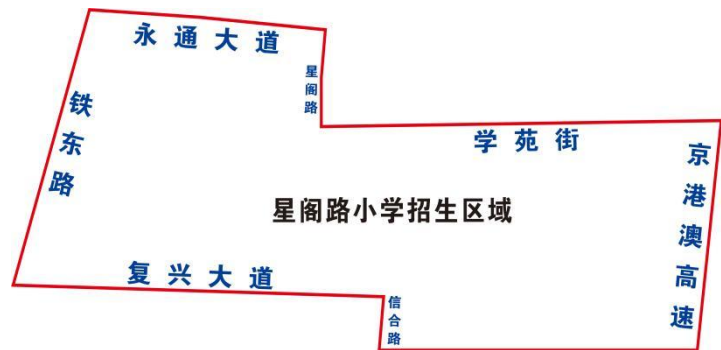 永通大道
星阁路
铁东路
学苑街
京港澳高速
星阁路小学招生区域
复兴大道
信合路